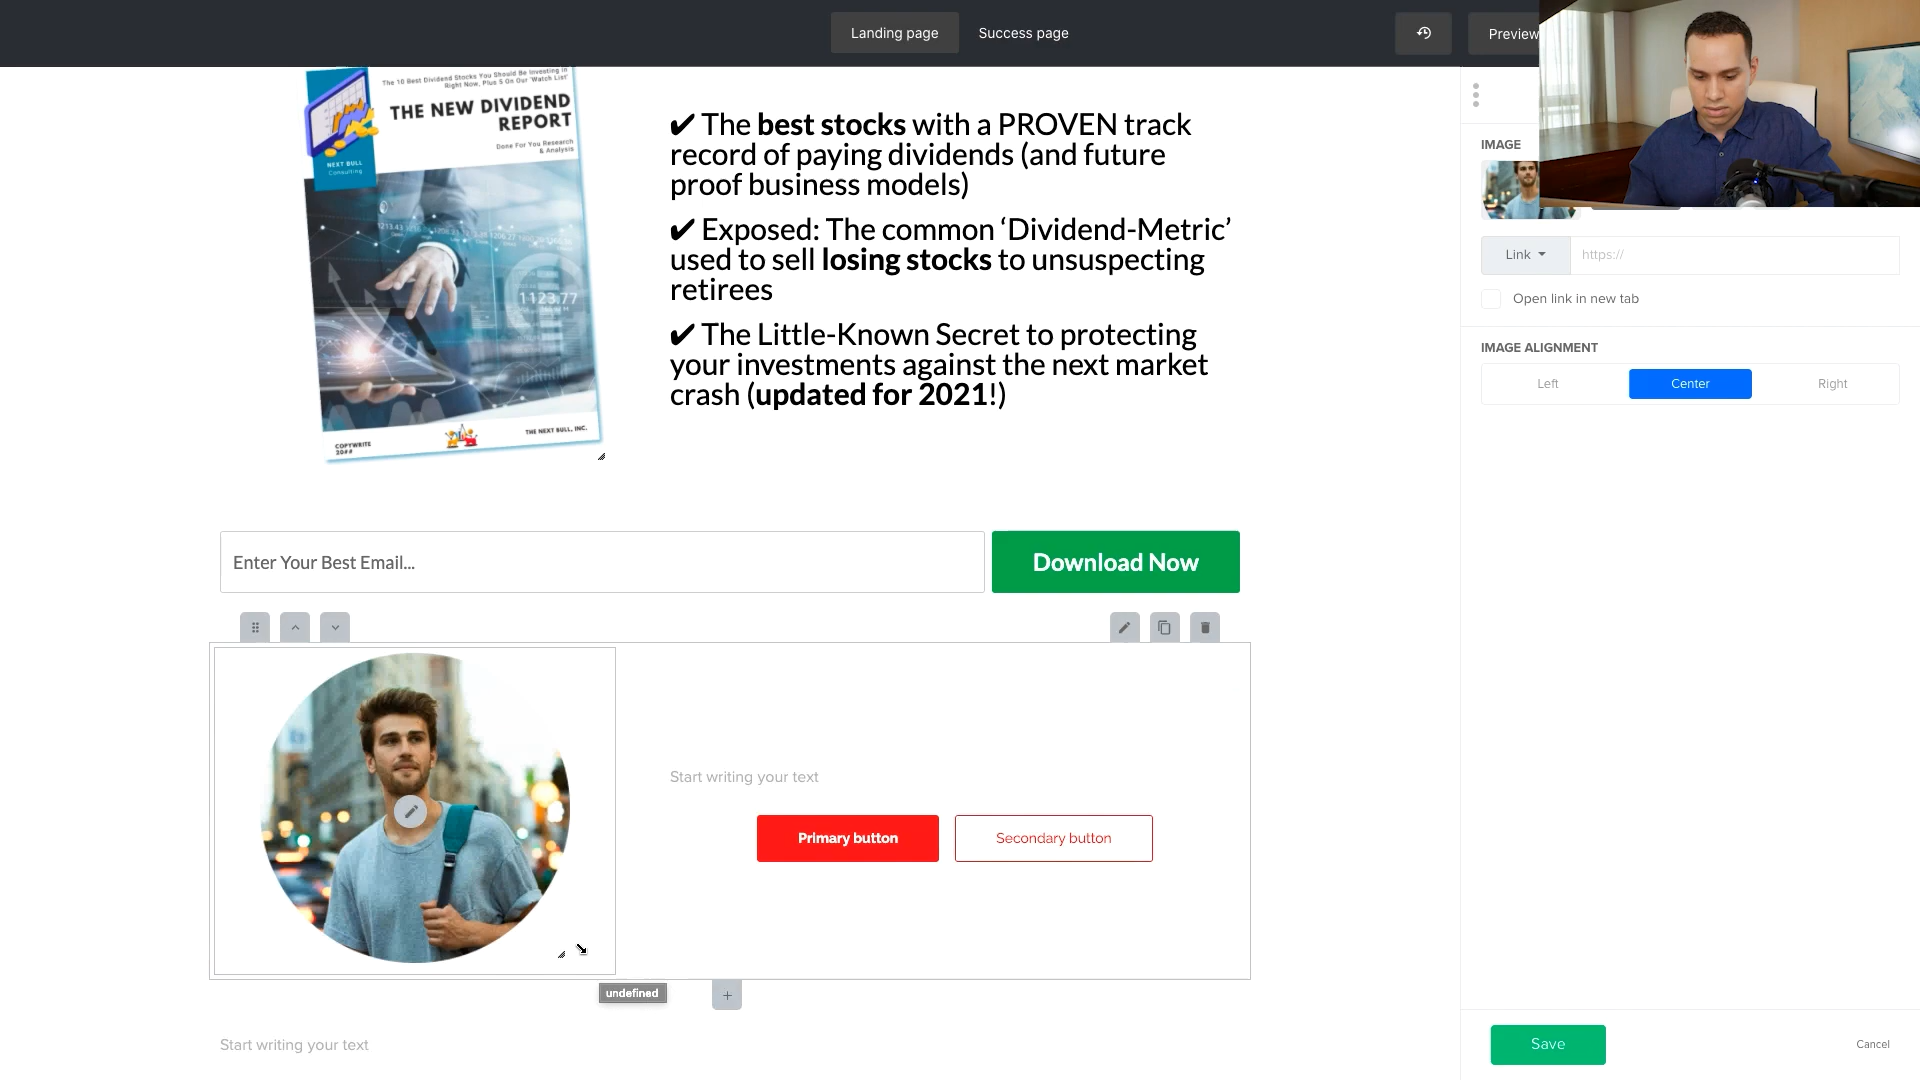 Landing page
Success page
Preview
The 10 Best Dividend Stocks You Should Be Investing in
Right Now, Plus 5 On Our 'Watch List'
THE NEW DIVIDEND
REPORT
Done For You Research
& Analysis
NEXT BULL
Consulting
1123.77
COPYWRITE
20##
THE NEXT BULL, INC.
✔ The best stocks with a PROVEN track
record of paying dividends (and future
proof business models)
✔ Exposed: The common ‘Dividend-Metric’
used to sell losing stocks to unsuspecting
retirees
✔ The Little-Known Secret to protecting
your investments against the next market
crash (updated for 2021!)
IMAGE
Link
https://
Open link in new tab
IMAGE ALIGNMENT
Left
Center
Right
Enter Your Best Email...
Download Now
Start writing your text
Primary button
Secondary button
undefined
Start writing your text
Save
Cancel